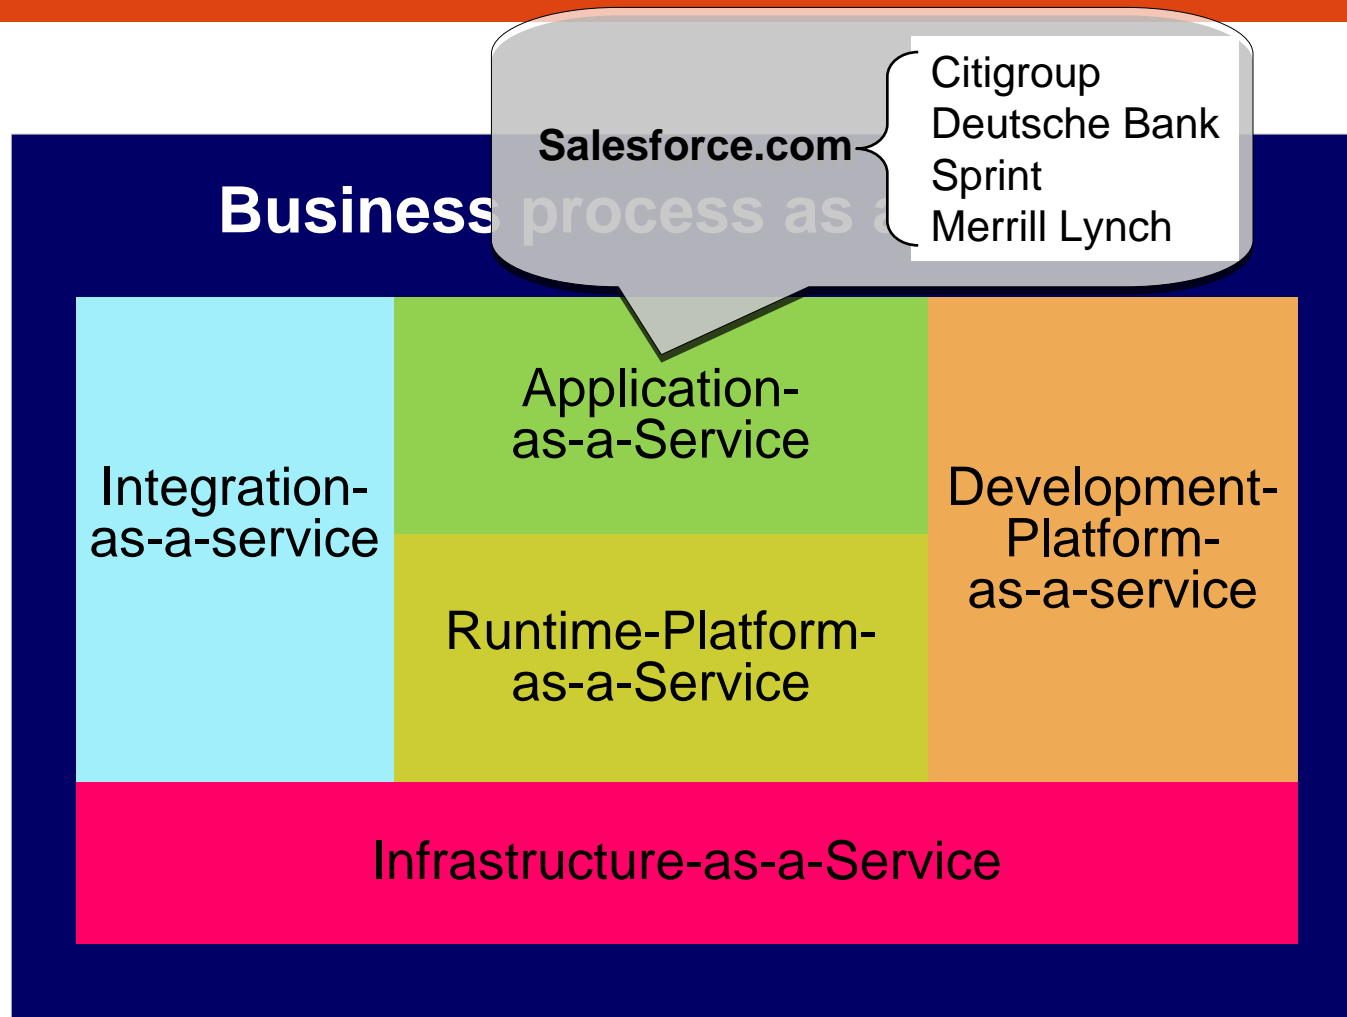 Citigroup
Deutsche Bank
Salesforce.com
Sprint
Merrill Lynch
Business process as a
Application-
as-a-Service
Integration-
as-a-service
Development-
Platform-
as-a-service
Runtime-Platform-
as-a-Service
Infrastructure-as-a-Service